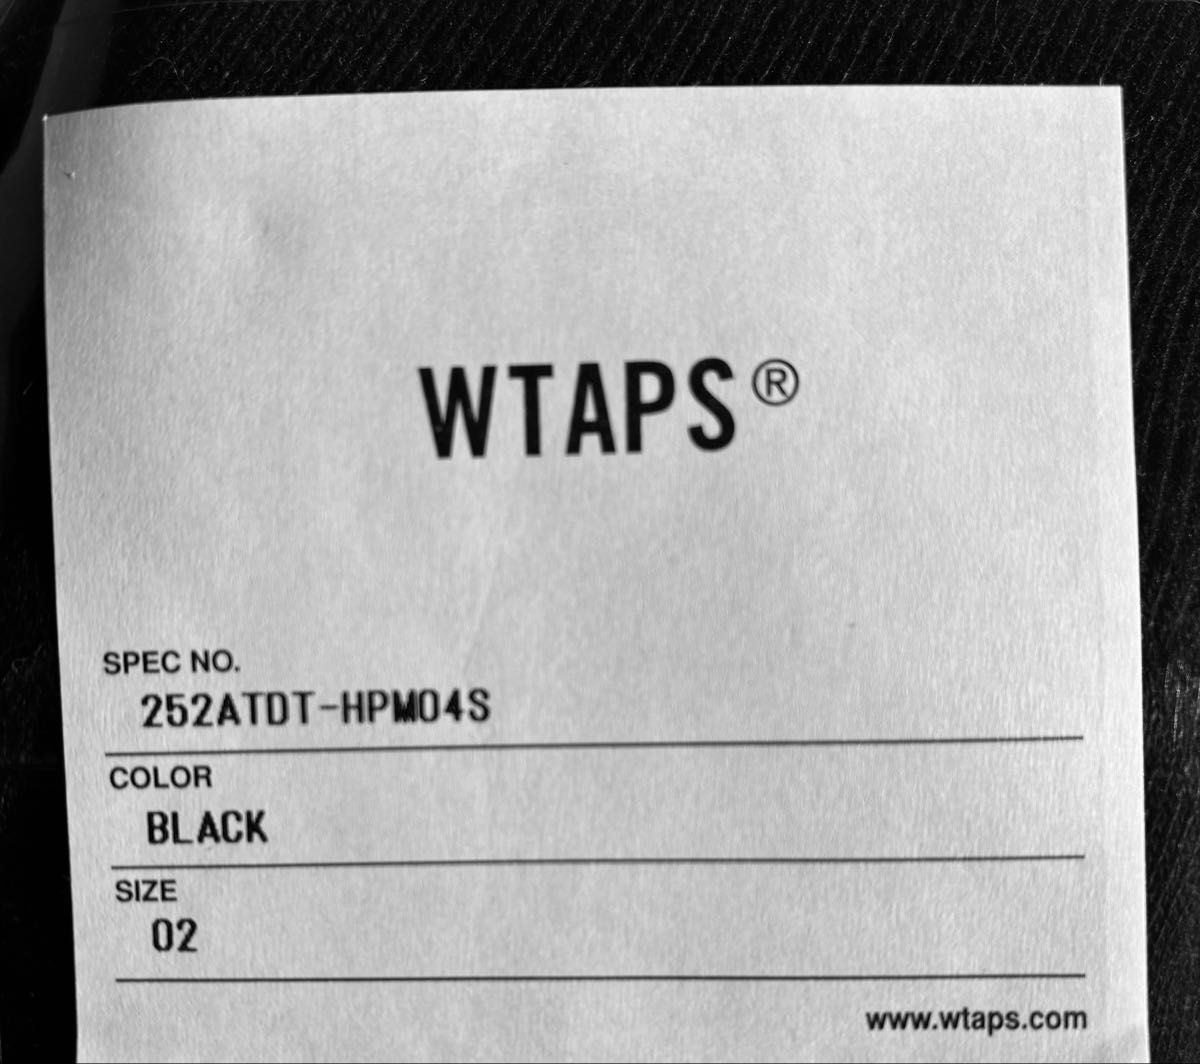 WTAPS®
SPEC NO.
252ATDT-HPM04S
COLOR
BLACK
SIZE
02
www.wtaps.com